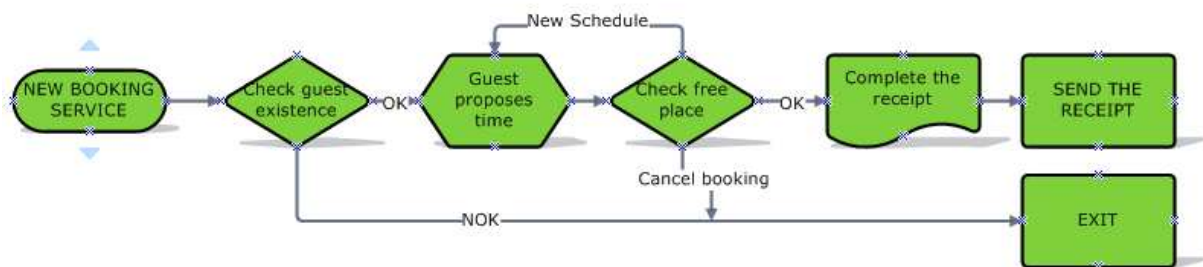 New Schedule
NEW BOOKING
SERVICE
Check guest
existence
OK
Guest
proposes
time
Check free
place
OK
Complete the
receipt
SEND THE
RECEIPT
Cancel booking
NOK
EXIT